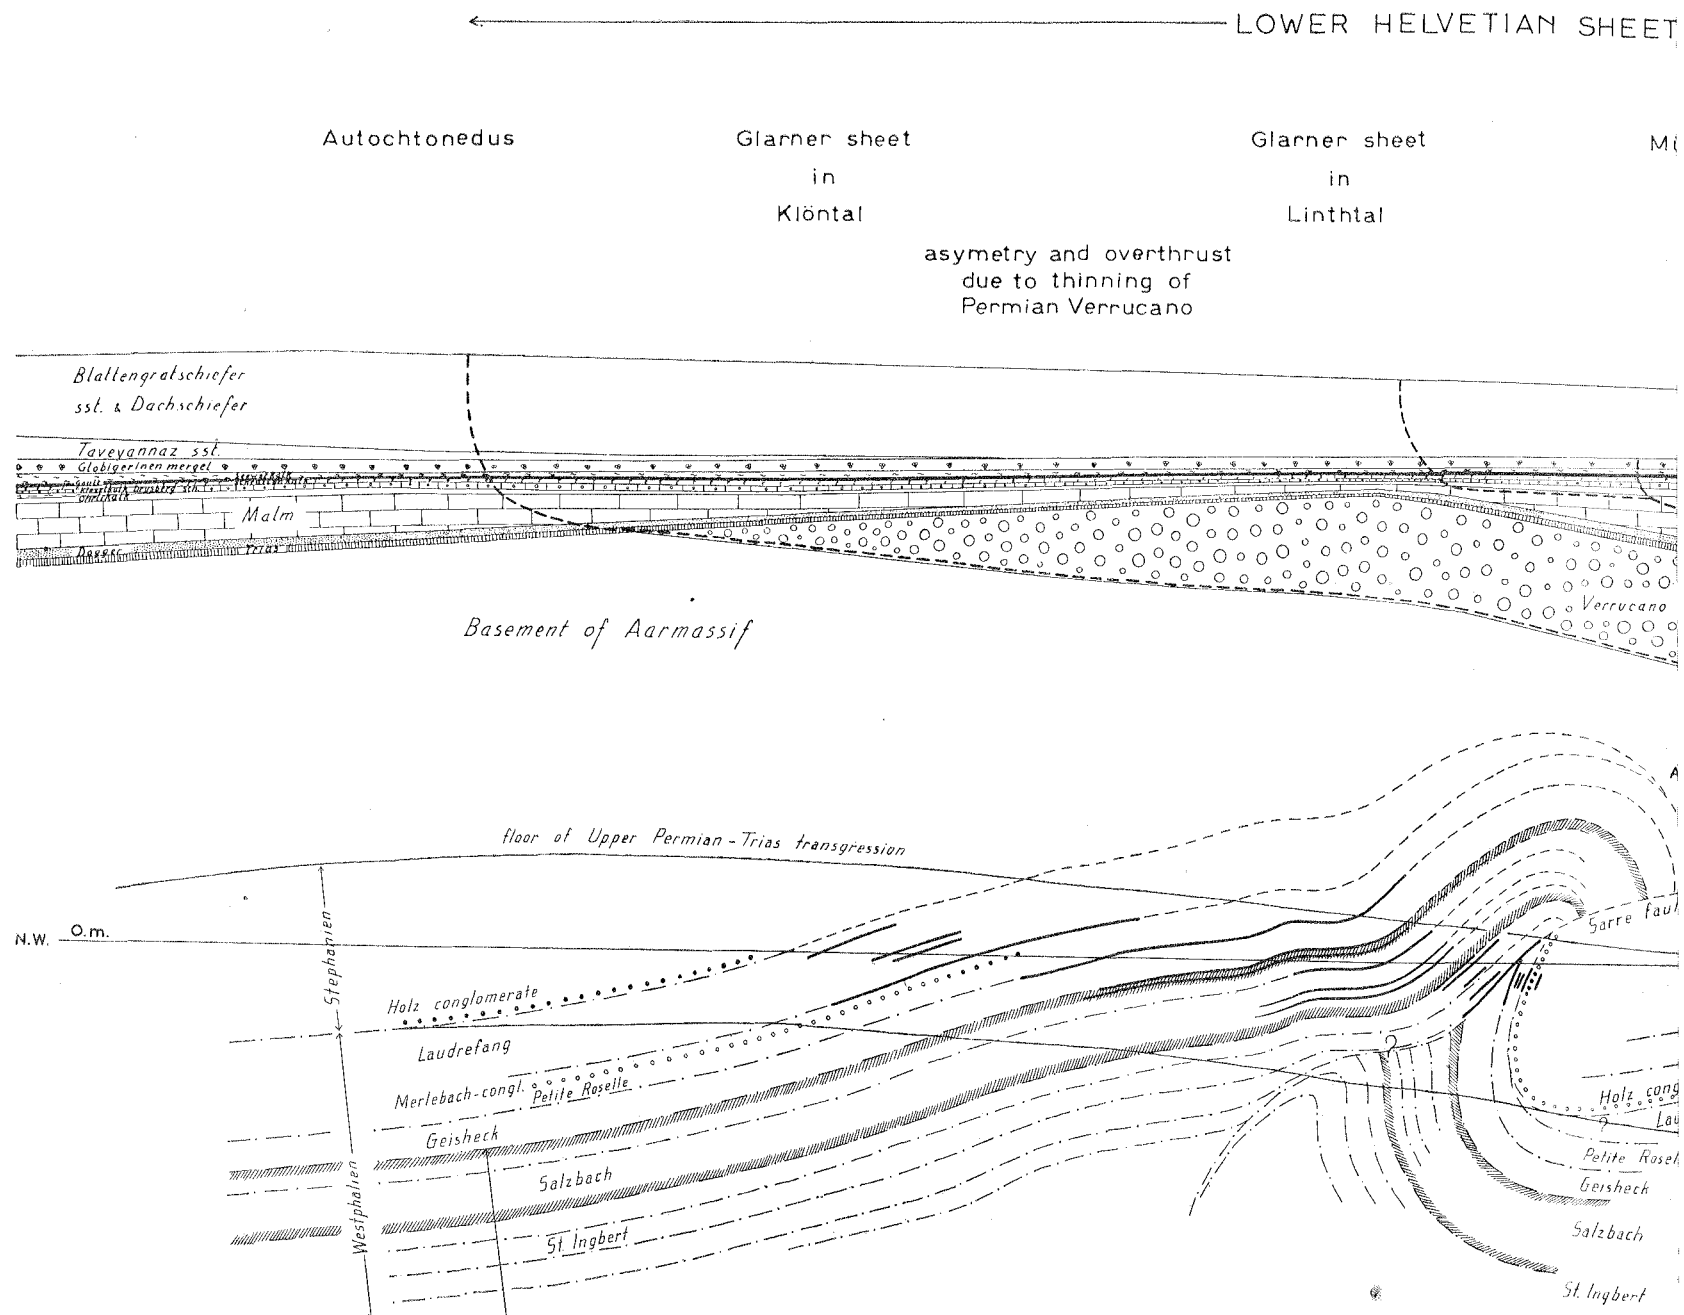 LOWER HELVETIAN SHEET
Autochtonedus
Glarner sheet
in
Klöntal
Glarner sheet
in
Linthtal
asymetry and overthrust
due to thinning of
Permian Verrucano
Blattengratschiefer
sst. & Dachschiefer
Taveyannaz sst.
Globigerinen mergel
Malm
Dogger
Trias
Verrucano
Basement of Aarmassif
floor of Upper Permian - Trias transgression
N.W.
O.m.
Stephanien
Sarre faul
Holz conglomerate
Laudrefang
Merlebach-congl.
Petite Roselle
Geisheck
Salzbach
Westphalien
St. Ingbert
?
Holz cong
?
Lau
Petite Rosel
Geisheck
Salzbach
St. Ingbert